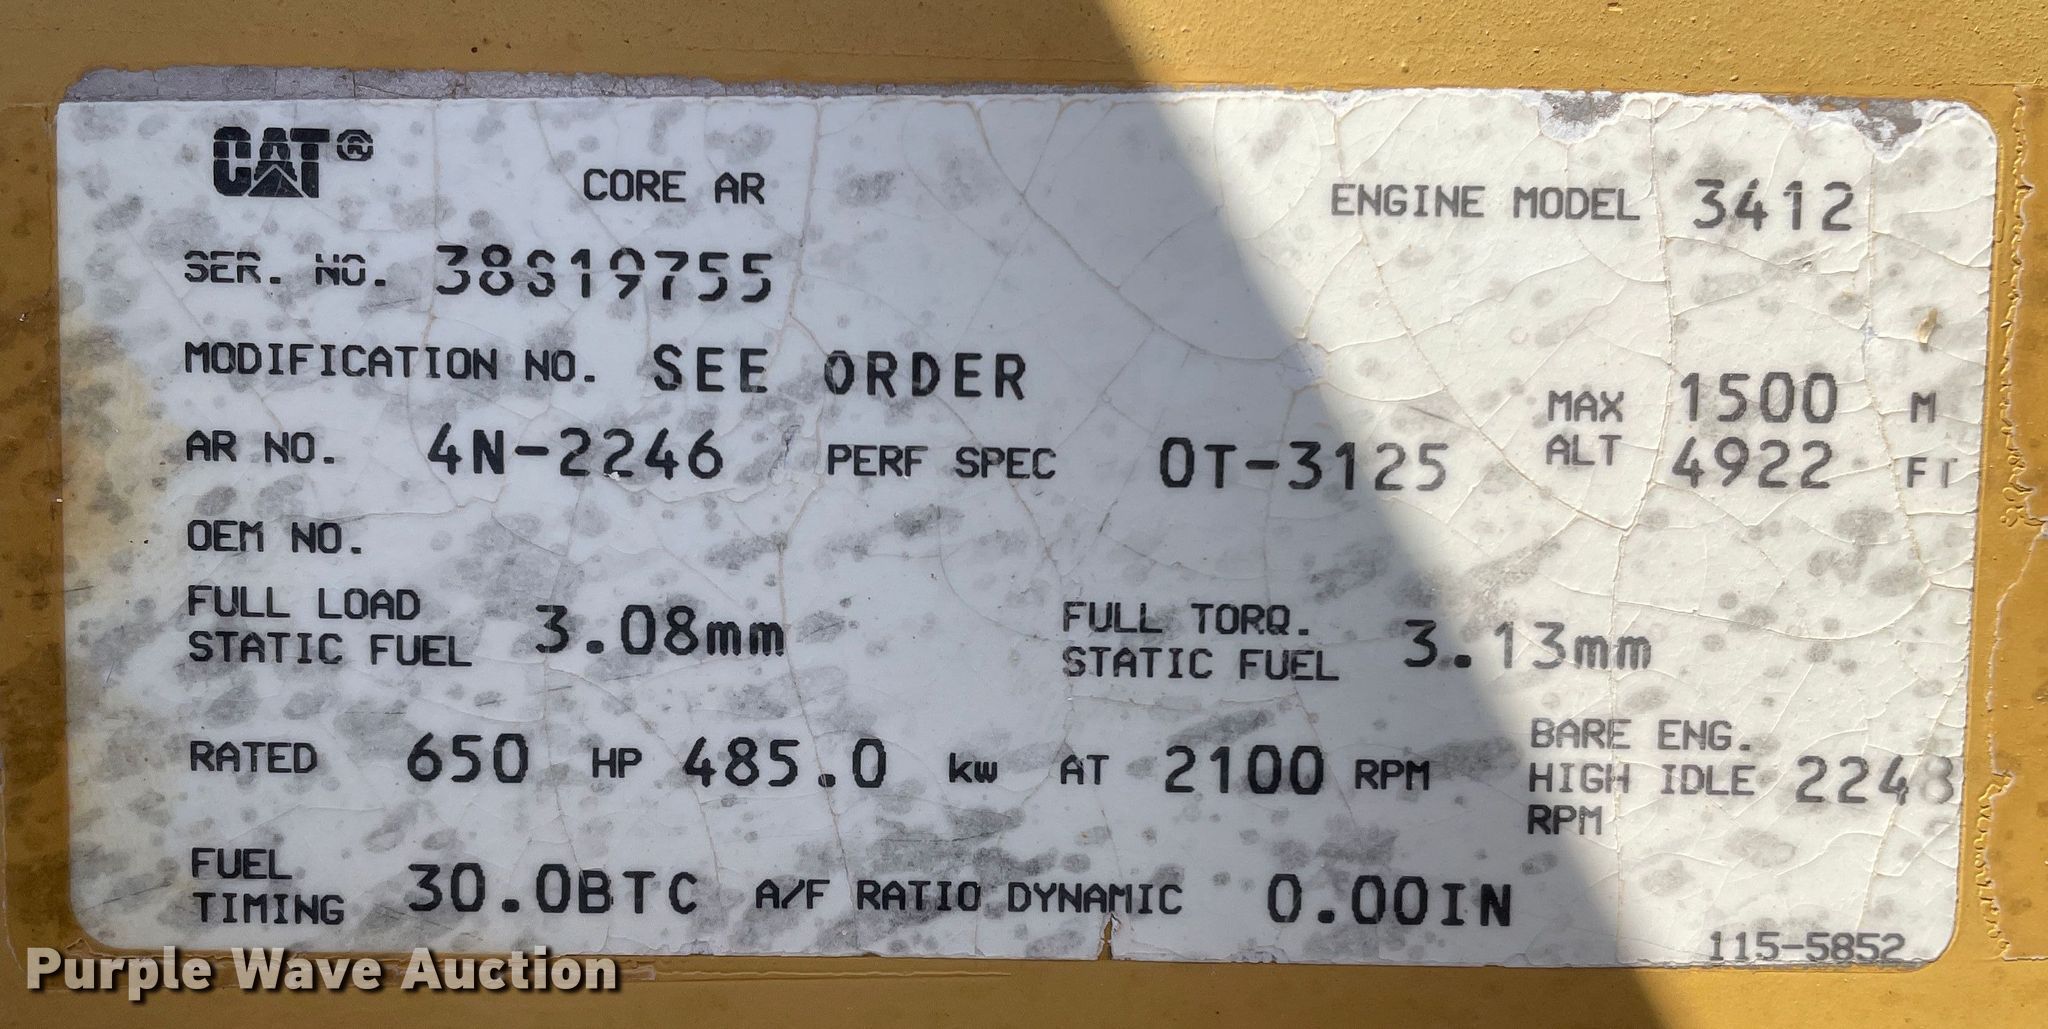 CAT® CORE AR ENGINE MODEL 3412
SER. NO. 38S19755
MODIFICATION NO. SEE ORDER
MAX 1500 M
AR NO. 4N-2246 PERF SPEC 0T-3125 ALT 4922 FT
OEM NO.
FULL LOAD
STATIC FUEL 3.08mm
FULL TORQ.
STATIC FUEL 3.13mm
RATED 650 HP 485.0 kw AT 2100 RPM
BARE ENG.
HIGH IDLE 2248
RPM
FUEL
TIMING 30.0BTC A/F RATIO DYNAMIC 0.00IN
115-5852
Purple Wave Auction